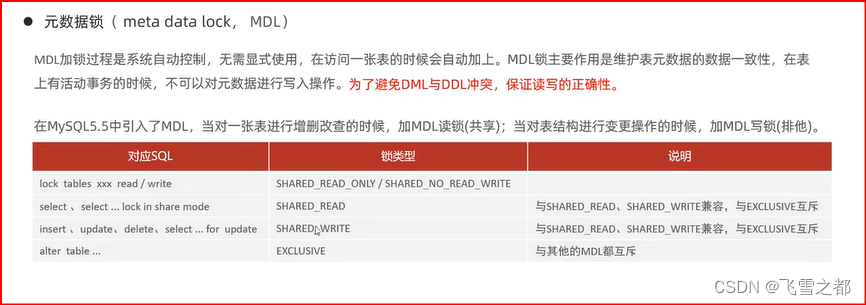 ● 元数据锁（ meta data lock， MDL）
MDL加锁过程是系统自动控制，无需显式使用，在访问一张表的时候会自动加上。MDL锁主要作用是维护表元数据的数据一致性，在表
上有活动事务的时候，不可以对元数据进行写入操作。为了避免DML与DDL冲突，保证读写的正确性。
在MySQL5.5中引入了MDL，当对一张表进行增删改查的时候，加MDL读锁(共享)；当对表结构进行变更操作的时候，加MDL写锁(排他)。
对应SQL 锁类型 说明
lock tables xxx read / write SHARED_READ_ONLY / SHARED_NO_READ_WRITE
select 、select ... lock in share mode SHARED_READ 与SHARED_READ、SHARED_WRITE兼容，与EXCLUSIVE互斥
insert 、update、delete、select ... for update SHARED_WRITE 与SHARED_READ、SHARED_WRITE兼容，与EXCLUSIVE互斥
alter table ... EXCLUSIVE 与其他的MDL都互斥
CSDN @飞雪之都